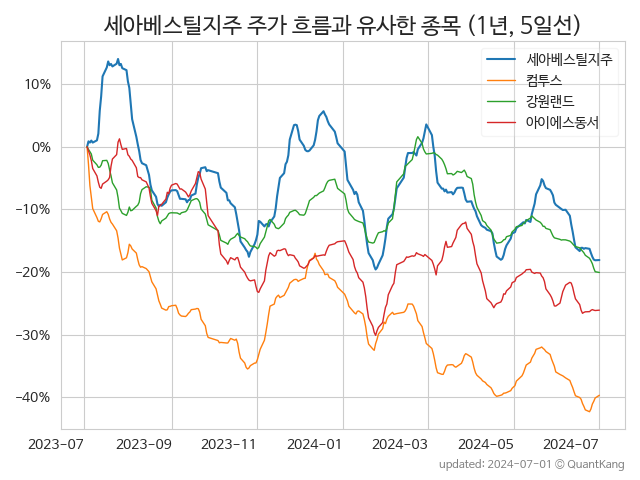 세아베스틸지주 주가 흐름과 유사한 종목 (1년, 5일선)
세아베스틸지주
컴투스
강원랜드
아이에스동서
10%
0%
−10%
−20%
−30%
−40%
2023-07
2023-09
2023-11
2024-01
2024-03
2024-05
2024-07
updated: 2024-07-01 © QuantKang